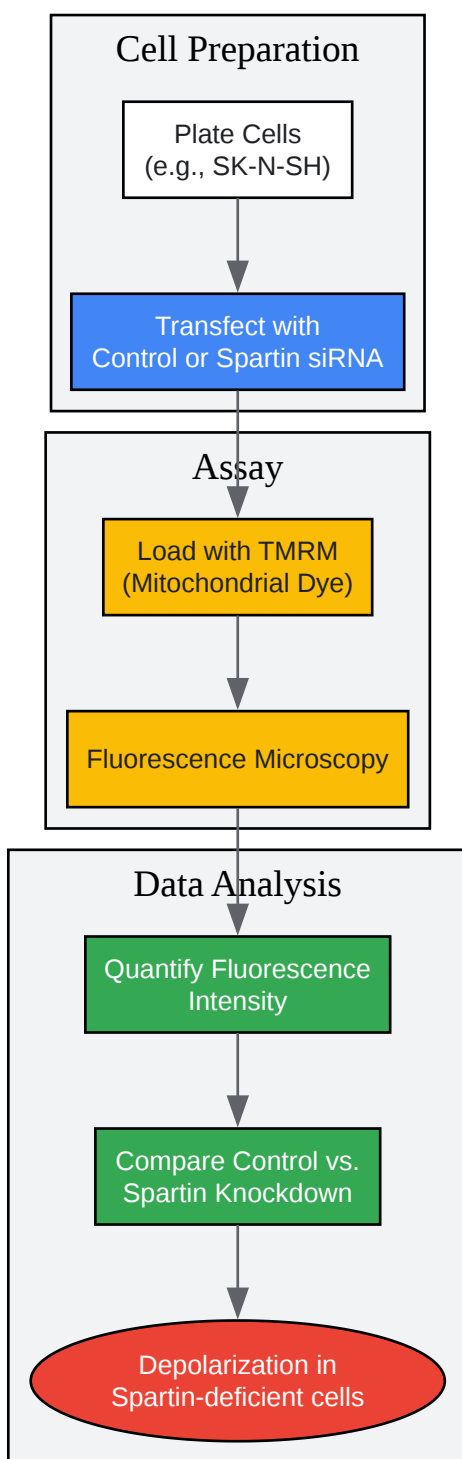 Cell Preparation
Plate Cells
(e.g., SK-N-SH)
Transfect with
Control or Spartin siRNA
Assay
Load with TMRM
(Mitochondrial Dye)
Fluorescence Microscopy
Data Analysis
Quantify Fluorescence
Intensity
Compare Control vs.
Spartin Knockdown
Depolarization in
Spartin-deficient cells